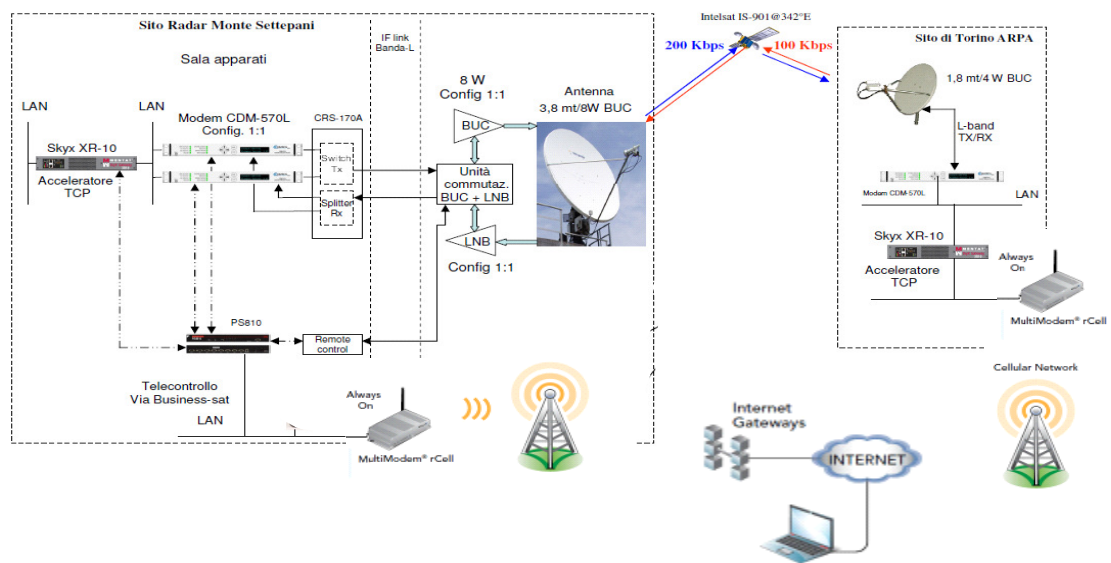 Sito Radar Monte Settepani
IF link
Banda-L
Sala apparati
LAN
LAN
Modem CDM-570L
Config. 1:1
CRS-170A
Skyx XR-10
Acceleratore
TCP
Switch
Tx
Splitter
Rx
8 W
Config 1:1
BUC
Unità
commutaz.
BUC + LNB
LNB
Config 1:1
Antenna
3,8 mt/8W BUC
PS810
Remote
control
Telecontrollo
Via Business-sat
LAN
Always
On
MultiModem® rCell
Intelsat IS-901@342°E
200 Kbps
100 Kbps
Sito di Torino ARPA
1,8 mt/4 W BUC
L-band
TX/RX
Modem CDM-570L
LAN
Skyx XR-10
Acceleratore
TCP
Always
On
MultiModem® rCell
Cellular Network
Internet
Gateways
INTERNET